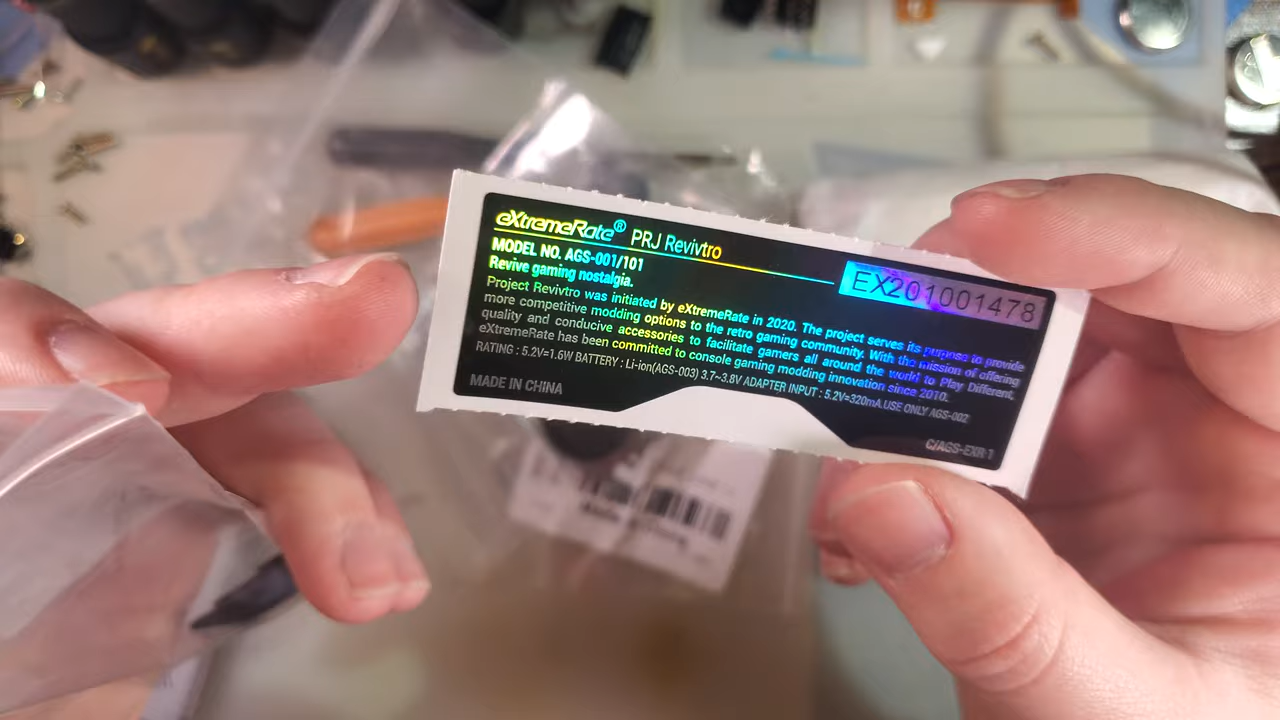 eXtremeRate® PRJ Revivtro
MODEL NO. AGS-001/101
EX201001478
Revive gaming nostalgia.
Project Revivtro was initiated by eXtremeRate in 2020. The project serves its purpose to provide
more competitive modding options to the retro gaming community. With the mission of offering
quality and conducive accessories to facilitate gamers all around the world to Play Different,
eXtremeRate has been committed to console gaming modding innovation since 2010.
RATING : 5.2V=1.6W BATTERY : Li-ion(AGS-003) 3.7~3.8V ADAPTER INPUT : 5.2V=320mA.USE ONLY AGS-002
MADE IN CHINA
C/AGS-EXR-1